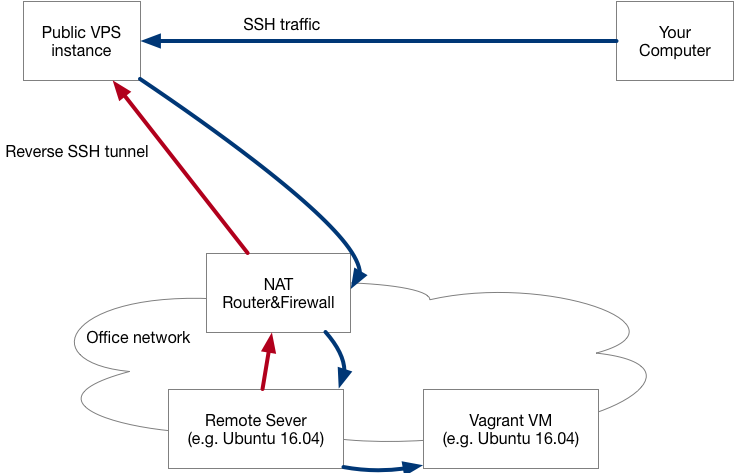 SSH traffic
Public VPS
instance
Your
Computer
Reverse SSH tunnel
NAT
Router&Firewall
Office network
Remote Sever
(e.g. Ubuntu 16.04)
Vagrant VM
(e.g. Ubuntu 16.04)